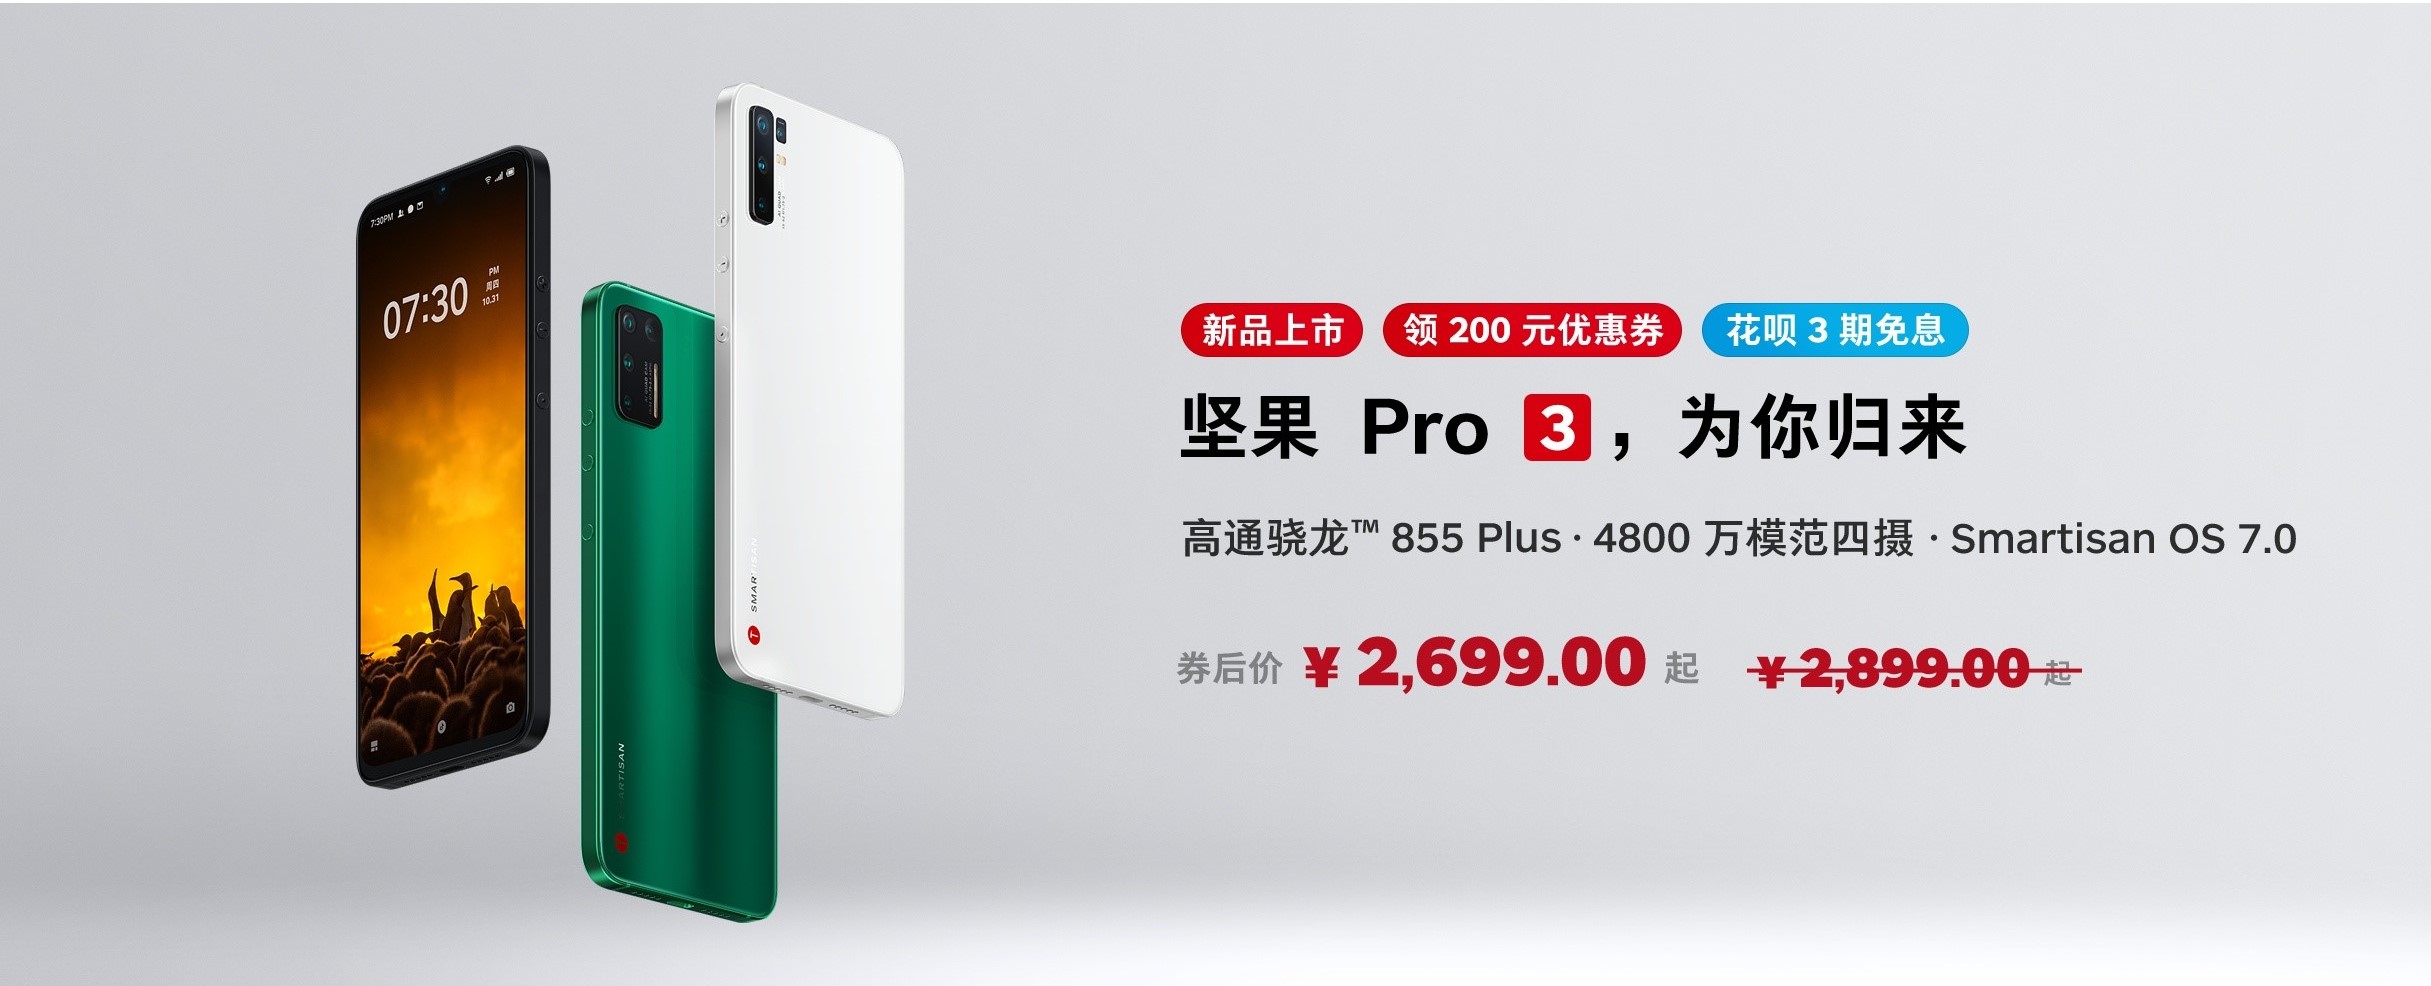 7:30PM
07:30
PM
周四
10.31
SMARTISAN
SMARTISAN
新品上市 领 200 元优惠券 花呗 3 期免息
坚果 Pro 3，为你归来
高通骁龙™ 855 Plus · 4800 万模范四摄 · Smartisan OS 7.0
券后价 ¥ 2,699.00 起 ¥ 2,899.00 起